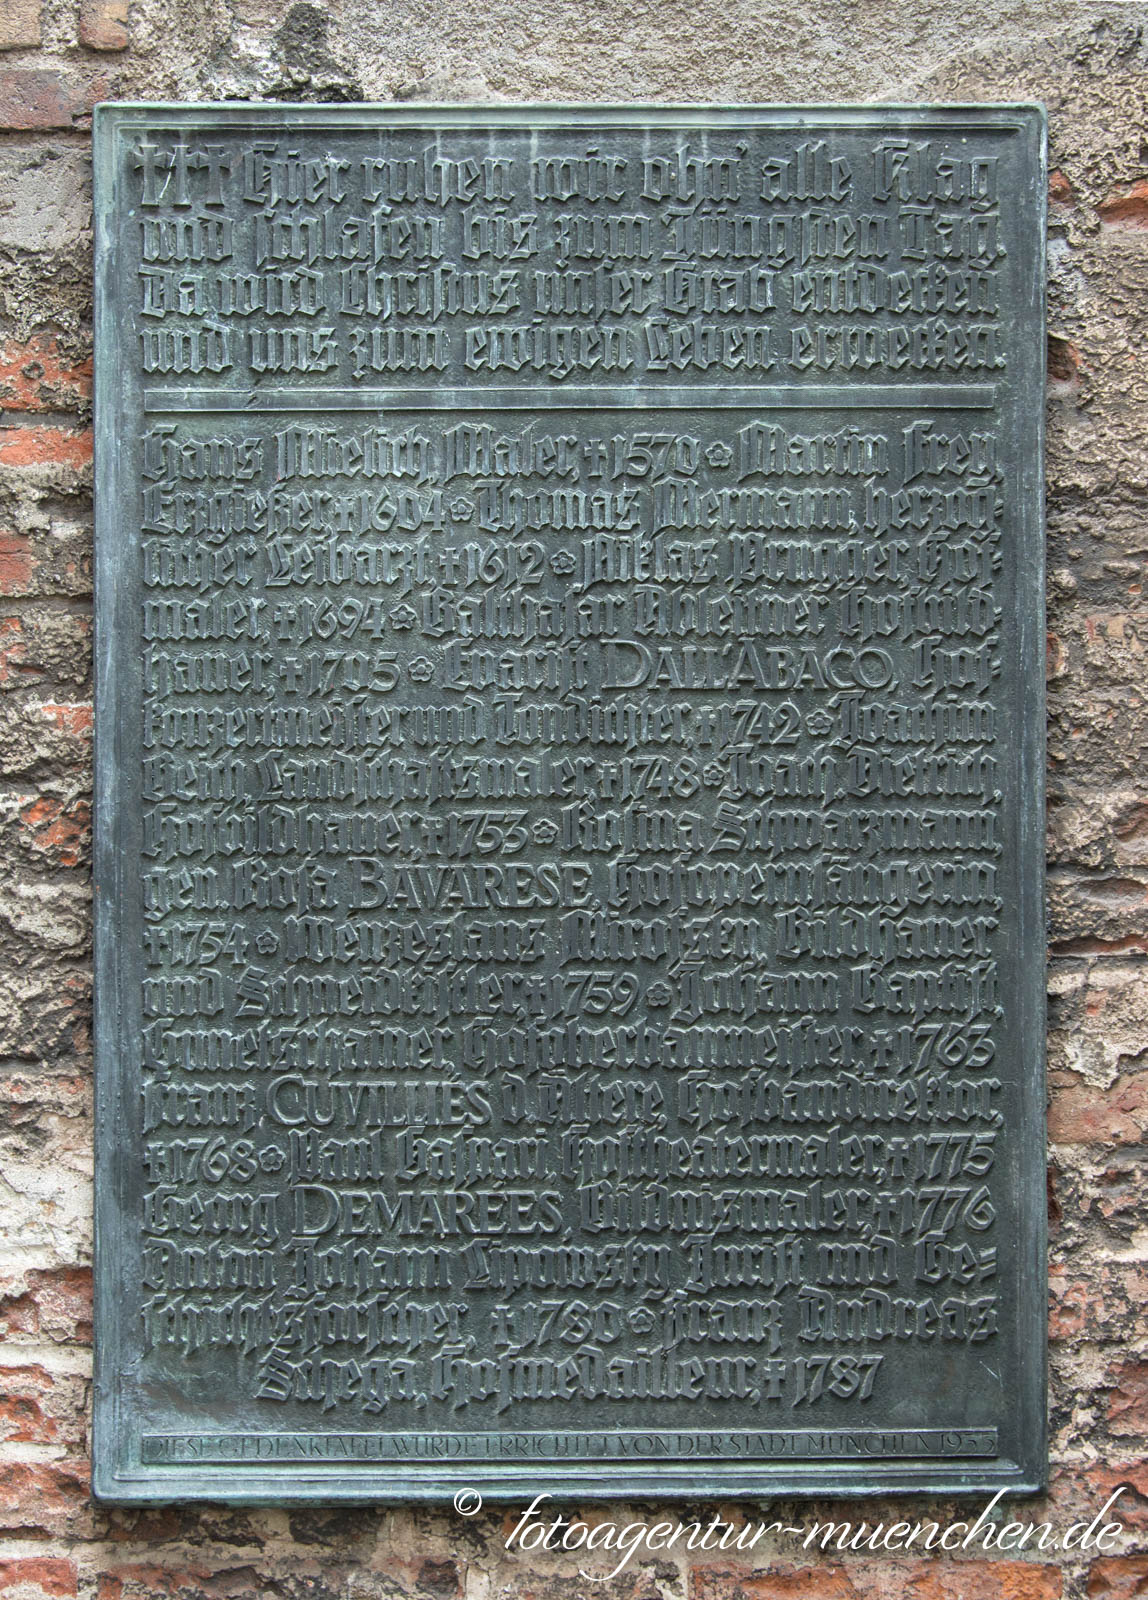 ††† Hier ruhen wir ohn' alle Klag
und schlafen bis zum Jüngsten Tag.
Da wird Christus unser Grab entdecken
und uns zum ewigen Leben erwecken.
Hans Mielich, Maler, † 1570 Martin Frey
Erzgießer, † 1604 Thomas Mermann, herzog-
licher Leibarzt, † 1612 Niklas Prugger, Hof-
maler, † 1694 Balthasar Ableitner Hofbild-
hauer, † 1705 Evarist DALL'ABACO, Hof-
konzertmeister und Tondichter, † 1742 Joachim
Beich, Landschaftsmaler, † 1748 Joach. Dietrich,
Hofbildhauer, † 1753 Rosina Schwarzmann
gen. Rosa BAVARESE, Hofopernsängerin
† 1754 Wenzeslaus Mirofsky, Bildhauer
und Schneidkistler, † 1759 Johann Baptist
Gunetzrhainer, Hofoberbaumeister, † 1763
Franz CUVILLIÉS d. Ältere, Hofbaudirektor,
† 1768 Paul Gaspari, Hoftheatermaler, † 1775
Georg DEMARÉES, Bildnismaler, † 1776
Anton Johann Lipowsky Jurist und Ge-
schichtsforscher, † 1780 Franz Andreas
Schega, Hofmedailleur, † 1787
DIESE GEDENKTAFEL WURDE ERRICHTET VON DER STADT MÜNCHEN 1935
© fotoagentur-muenchen.de